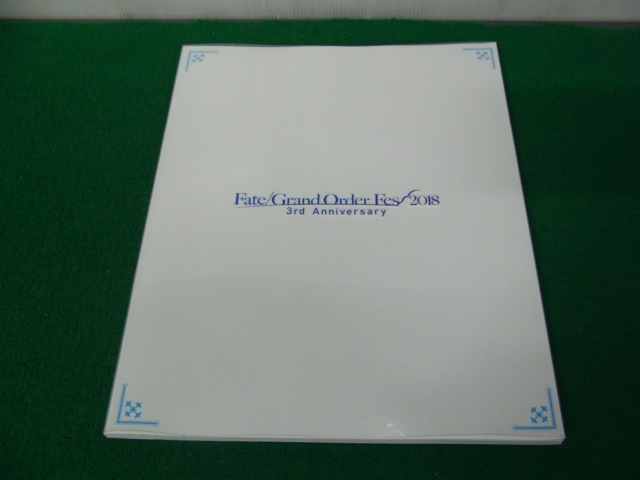 Fate/Grand Order Fes 2018
3rd Anniversary